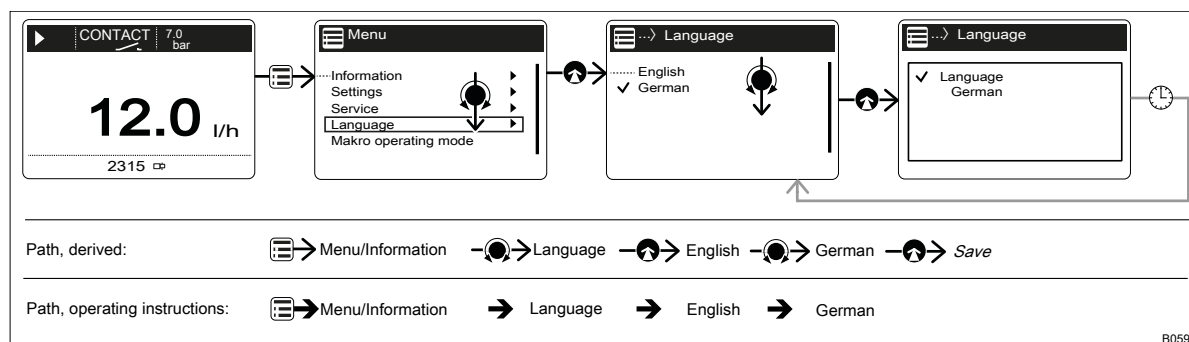 CONTACT 7.0 bar
12.0 l/h
2315
Menu
Information
Settings
Service
Language
Makro operating mode
...〉 Language
English
✓ German
...〉 Language
✓ Language
German
Path, derived: Menu/Information Language English German Save
Path, operating instructions: Menu/Information Language English German
B059